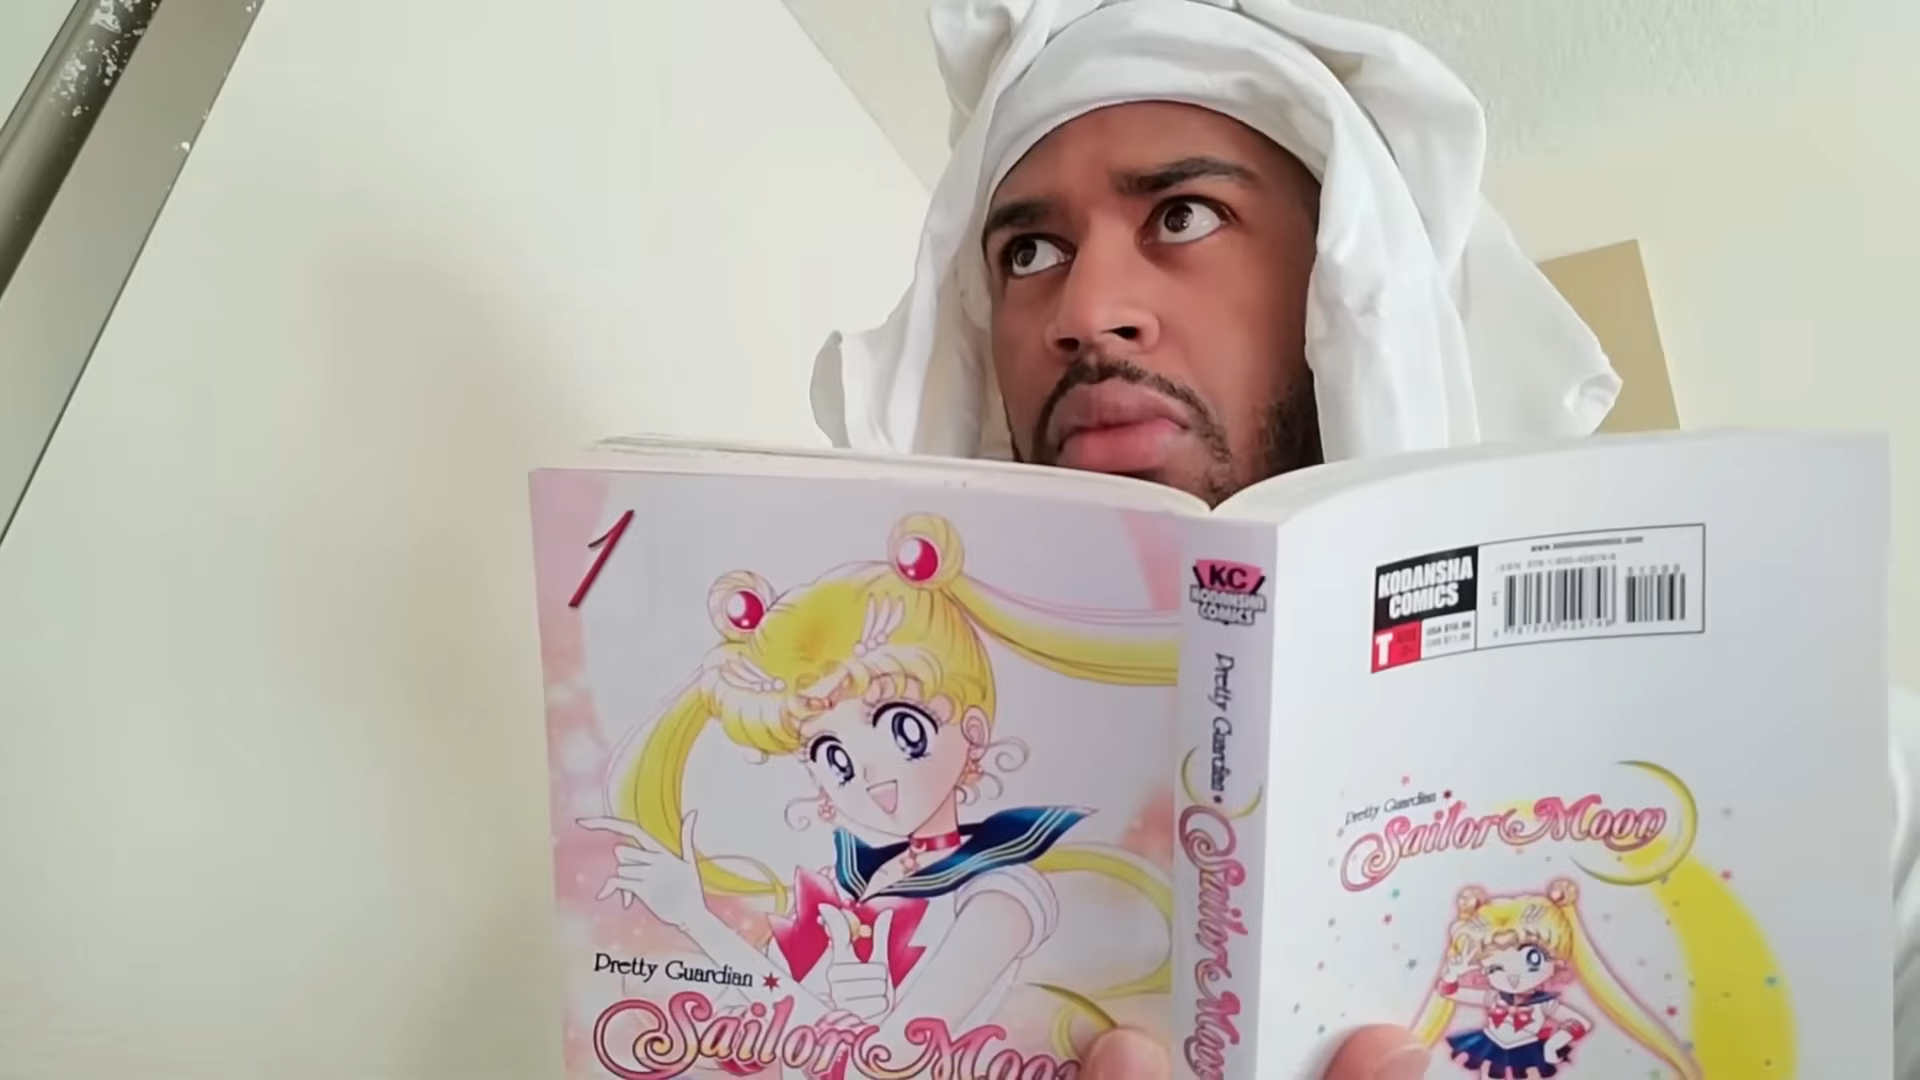 1
Pretty Guardian
Sailor Moon
KC
KODANSHA
COMICS
Pretty Guardian
Sailor Moon
KODANSHA
COMICS
T
Pretty Guardian
Sailor Moon